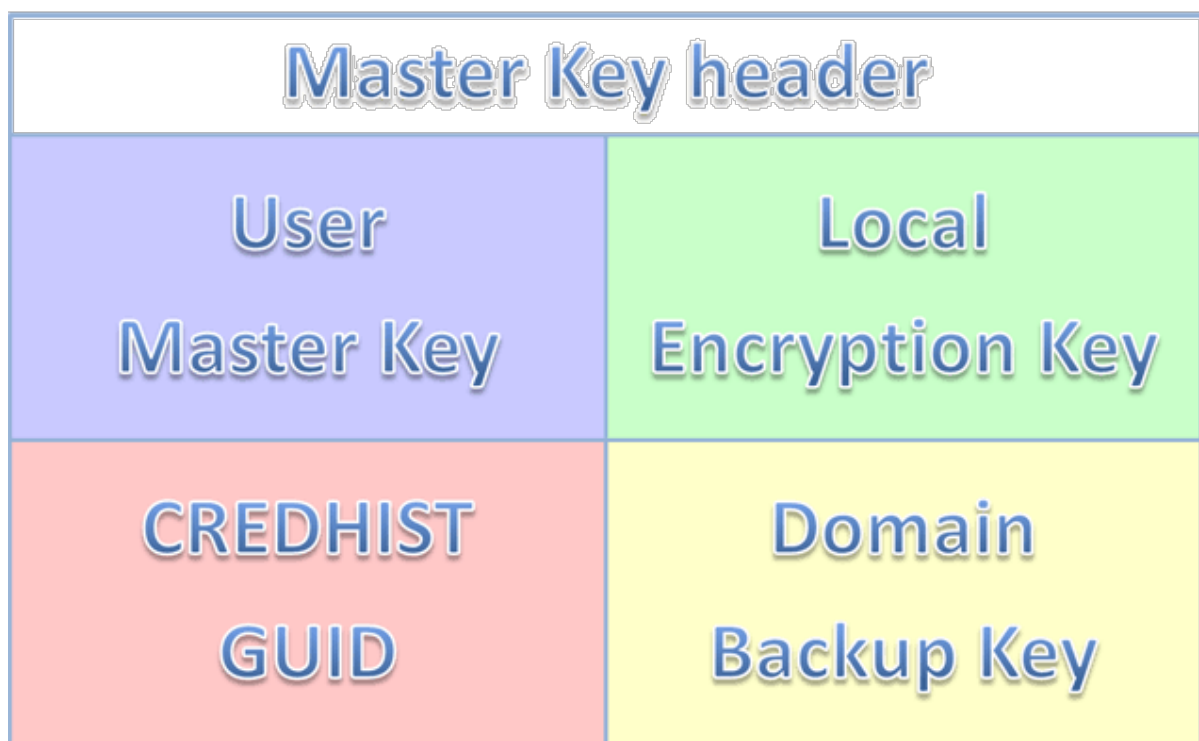 Master Key header
User
Master Key
Local
Encryption Key
CREDHIST
GUID
Domain
Backup Key